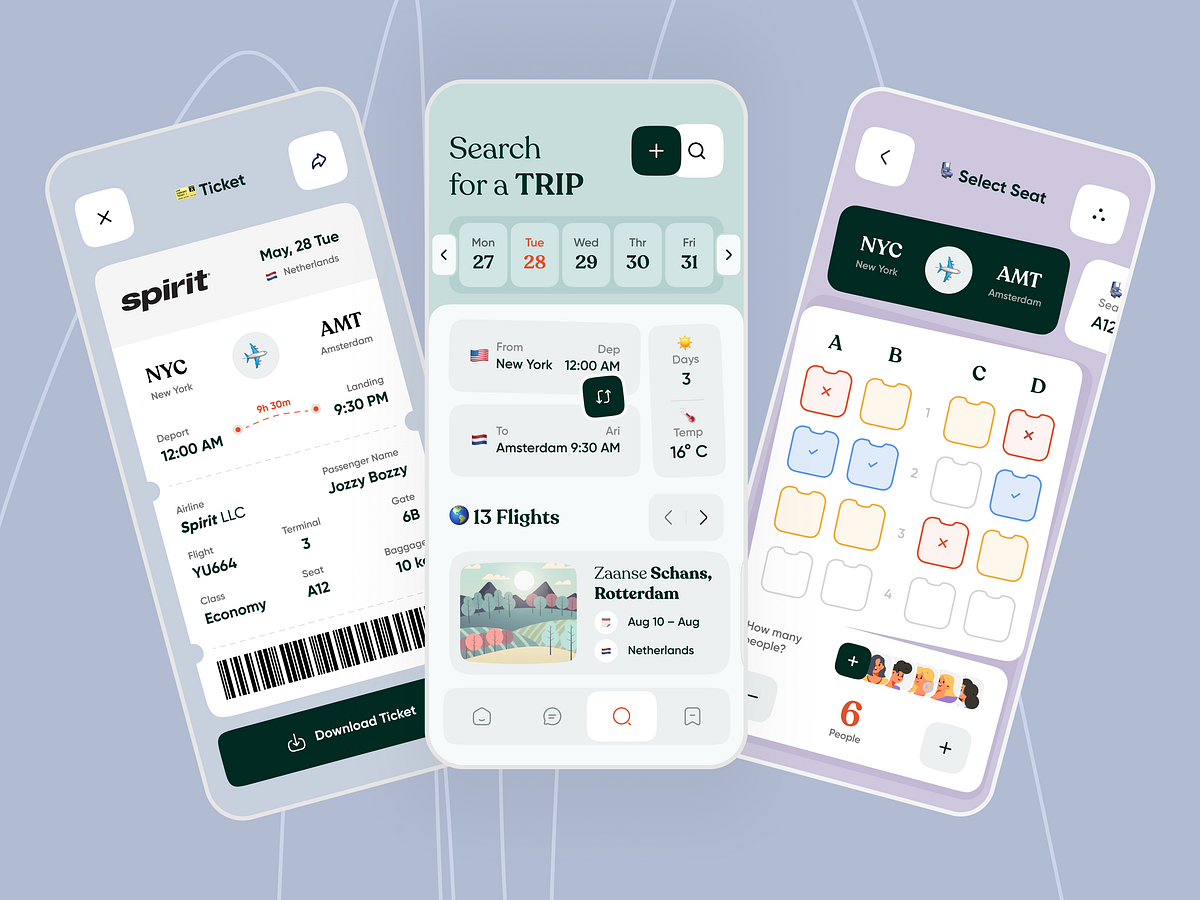 Ticket
May, 28 Tue
Netherlands
spirit
NYC
New York
AMT
Amsterdam
9h 30m
Deport
12:00 AM
Landing
9:30 PM
Airline
Spirit LLC
Passenger Name
Jozzy Bozzy
Flight
YU664
Terminal
3
Gate
6B
Class
Economy
Seat
A12
Baggage
10 k
Download Ticket
Search
for a TRIP
Mon Tue Wed Thr Fri
27 28 29 30 31
From Dep
New York 12:00 AM
To Ari
Amsterdam 9:30 AM
Days
3
Temp
16° C
13 Flights
Zaanse Schans,
Rotterdam
Aug 10 – Aug
Netherlands
Select Seat
NYC
New York
AMT
Amsterdam
Sea
A12
A B C D
1
2
3
4
How many
people?
6
People